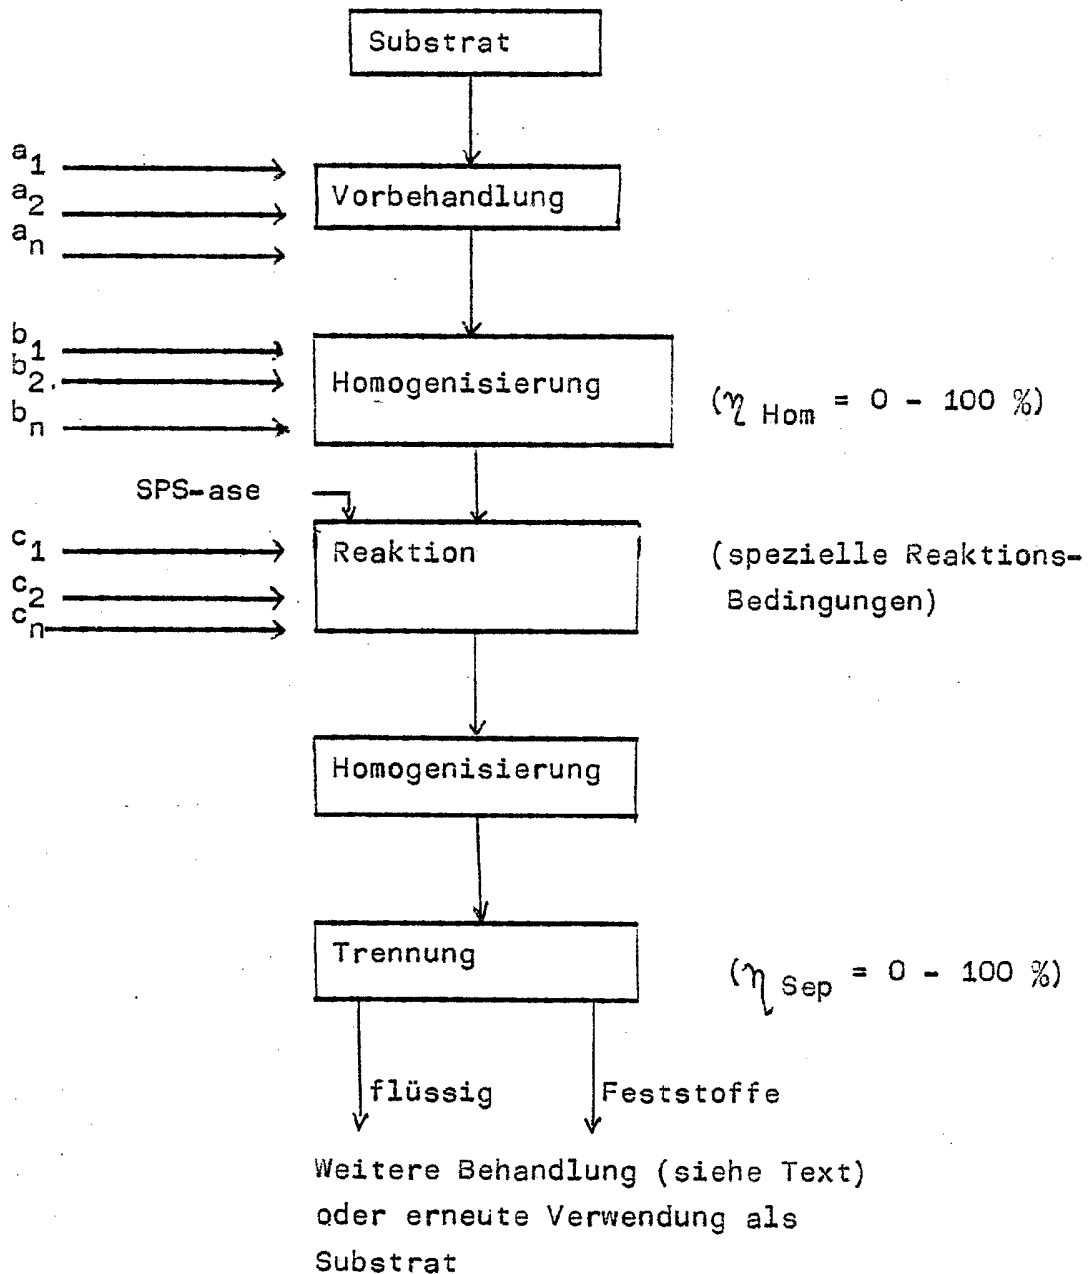 Substrat
a1
a2
an
Vorbehandlung
b1
b2.
bn
Homogenisierung
(η Hom = 0 - 100 %)
SPS-ase
c1
c2
cn
Reaktion
(spezielle Reaktions-
Bedingungen)
Homogenisierung
Trennung
(η Sep = 0 - 100 %)
flüssig
Feststoffe
Weitere Behandlung (siehe Text)
oder erneute Verwendung als
Substrat